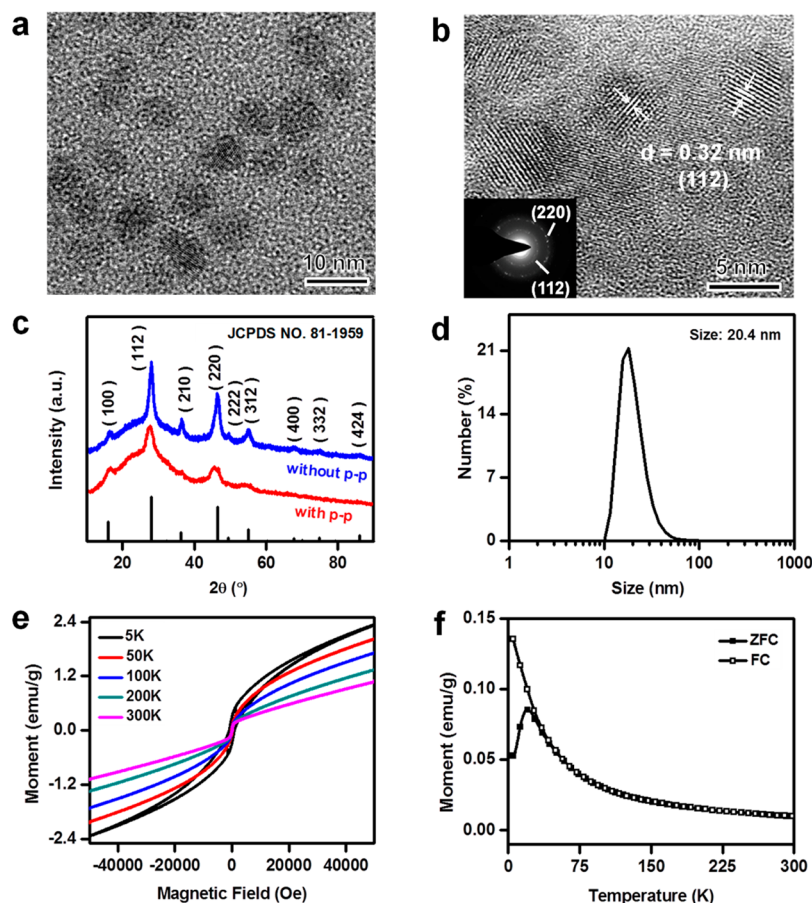 a
10 nm
b
d = 0.32 nm
(112)
(220)
(112)
5 nm
c
JCPDS NO. 81-1959
(100)
(112)
(210)
(220)
(222)
(312)
(400)
(332)
(424)
without p-p
with p-p
Intensity (a.u.)
20 40 60 80
2θ (°)
d
Size: 20.4 nm
Number (%)
21
14
7
0
1 10 100 1000
Size (nm)
e
5K
50K
100K
200K
300K
Moment (emu/g)
2.4
1.2
0.0
-1.2
-2.4
-40000 -20000 0 20000 40000
Magnetic Field (Oe)
f
ZFC
FC
Moment (emu/g)
0.15
0.10
0.05
0.00
0 75 150 225 300
Temperature (K)